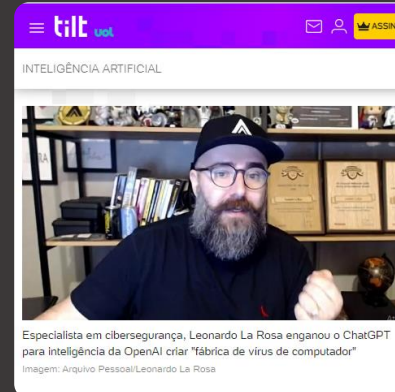 tilt uol
ASSIN
INTELIGÊNCIA ARTIFICIAL
Especialista em cibersegurança, Leonardo La Rosa enganou o ChatGPT
para inteligência da OpenAI criar "fábrica de vírus de computador"
Imagem: Arquivo Pessoal/Leonardo La Rosa